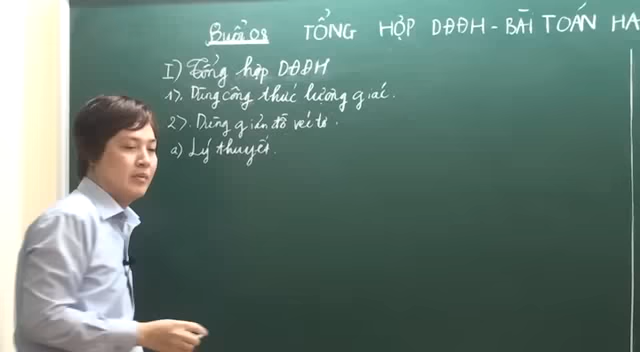 Buổi 08 TỔNG HỢP DĐĐH - BÀI TOÁN HA
I) Tổng hợp DĐĐH
1). Dùng công thức lượng giác.
2). Dùng giản đồ véc tơ.
a) Lý thuyết.